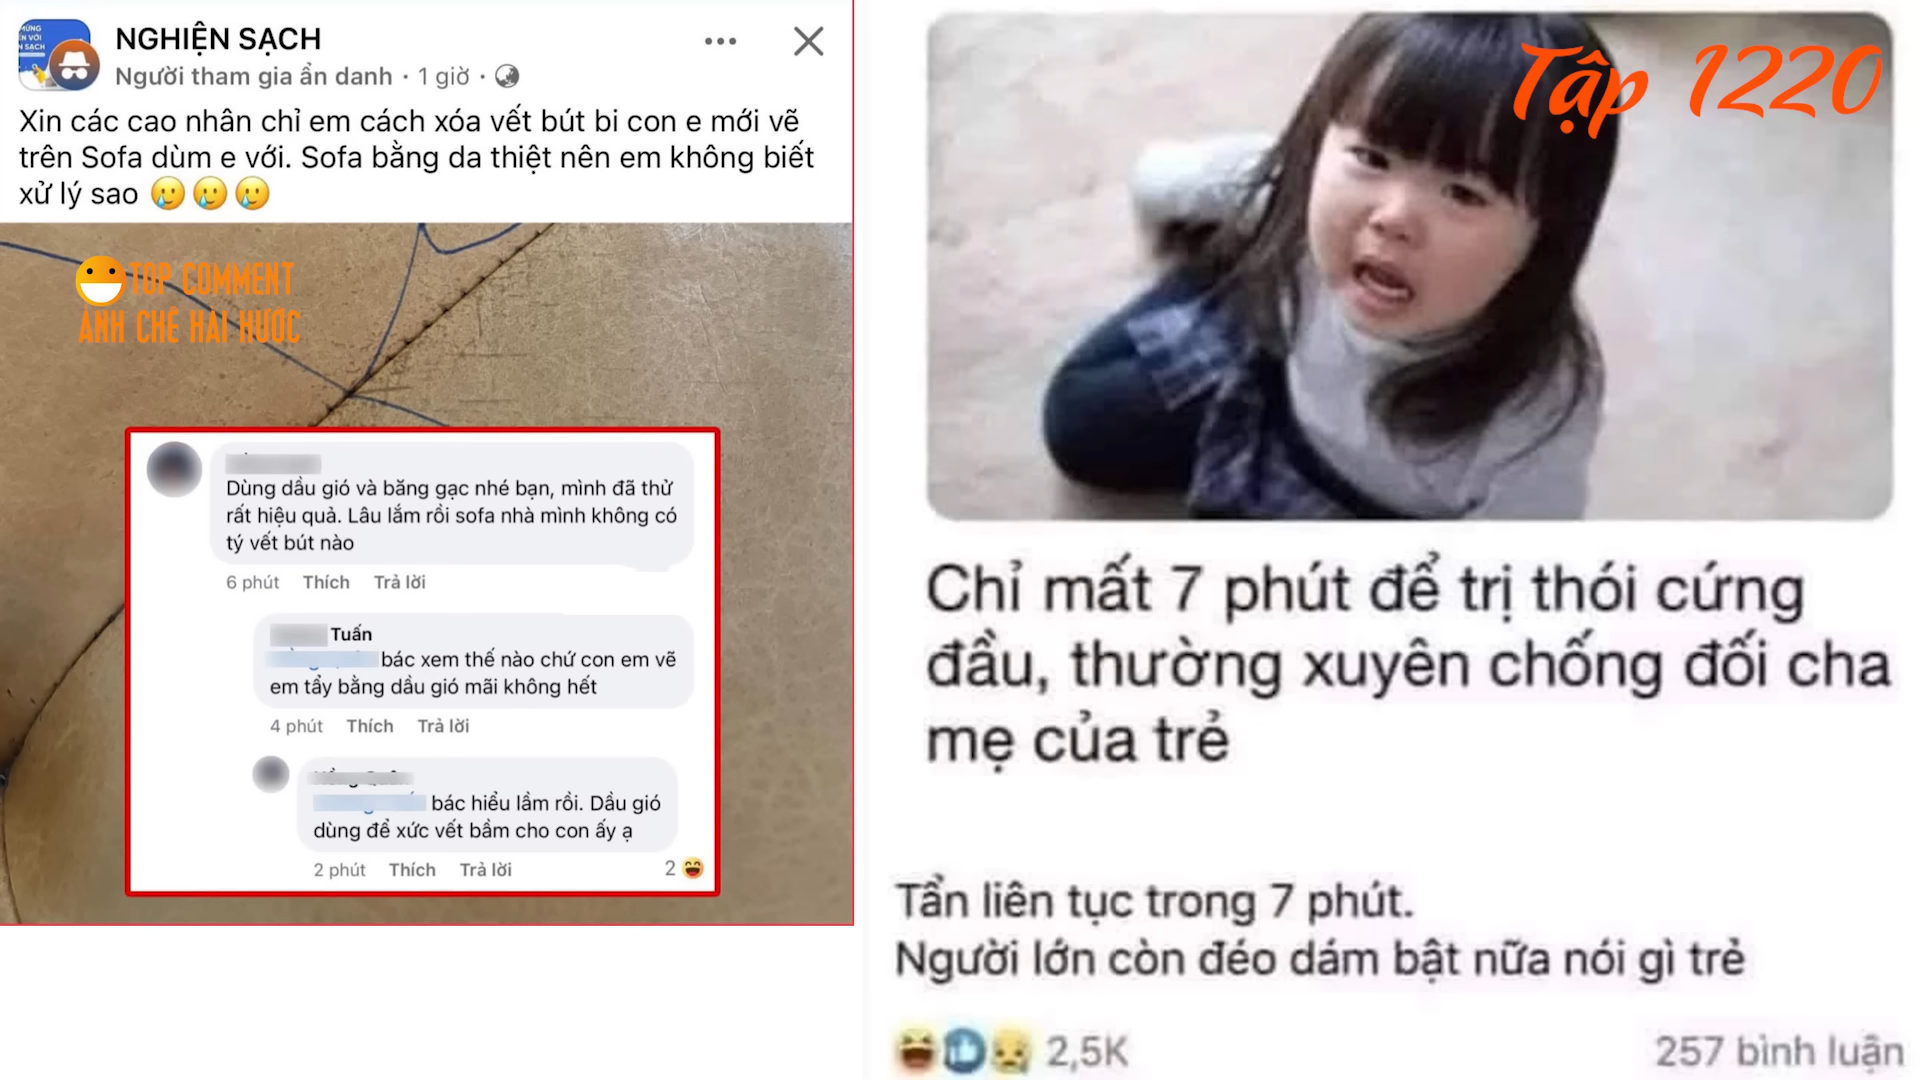 NGHIỆN SẠCH
Người tham gia ẩn danh · 1 giờ ·
Xin các cao nhân chỉ em cách xóa vết bút bi con e mới vẽ
trên Sofa dùm e với. Sofa bằng da thiệt nên em không biết
xử lý sao
TOP COMMENT
ẢNH CHẾ HÀI HƯỚC
Dùng dầu gió và băng gạc nhé bạn, mình đã thử
rất hiệu quả. Lâu lắm rồi sofa nhà mình không có
tý vết bút nào
6 phút Thích Trả lời
Tuấn
bác xem thế nào chứ con em vẽ
em tẩy bằng dầu gió mãi không hết
4 phút Thích Trả lời
bác hiểu lầm rồi. Dầu gió
dùng để xức vết bầm cho con ấy ạ
2 phút Thích Trả lời 2
Tập 1220
Chỉ mất 7 phút để trị thói cứng
đầu, thường xuyên chống đối cha
mẹ của trẻ
Tẩn liên tục trong 7 phút.
Người lớn còn đéo dám bật nữa nói gì trẻ
2,5K 257 bình luận